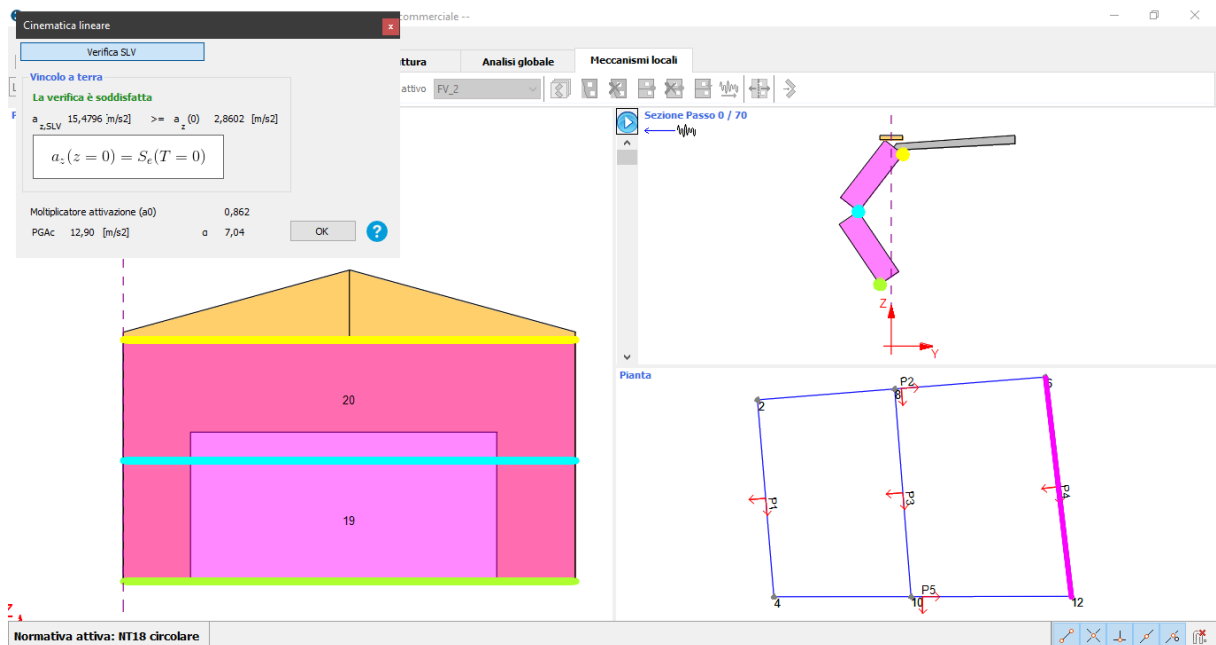 Cinematica lineare
x
commerciale --
Verifica SLV
Vincolo a terra
La verifica è soddisfatta
a z,SLV 15,4796 [m/s2] >= a z (0) 2,8602 [m/s2]
a_z(z = 0) = S_e(T = 0)
Moltiplicatore attivazione (a0) 0,862
PGAc 12,90 [m/s2] α 7,04
OK
?
Analisi globale
Meccanismi locali
attivo
FV_2
Sezione Passo 0 / 70
Z
Y
20
19
Z
Pianta
2
P2
8
6
P1
P3
P4
4
P5
10
12
Normativa attiva: NT18 circolare